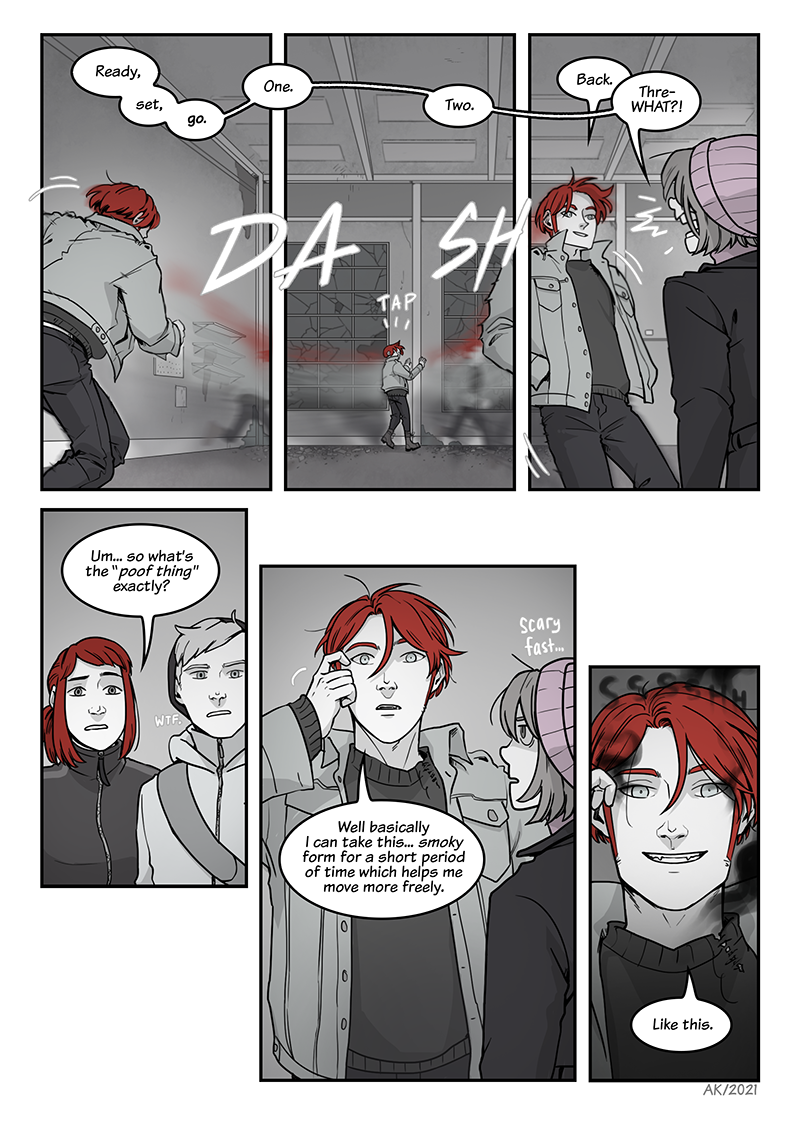 Ready,
set,
go.
One.
Two.
Back.
Thre-
WHAT?!
DASH
TAP
Um... so what's
the "poof thing"
exactly?
WTF.
scary
fast...
Well basically
I can take this... smoky
form for a short period
of time which helps me
move more freely.
SSSSHH
Like this.
AK/2021